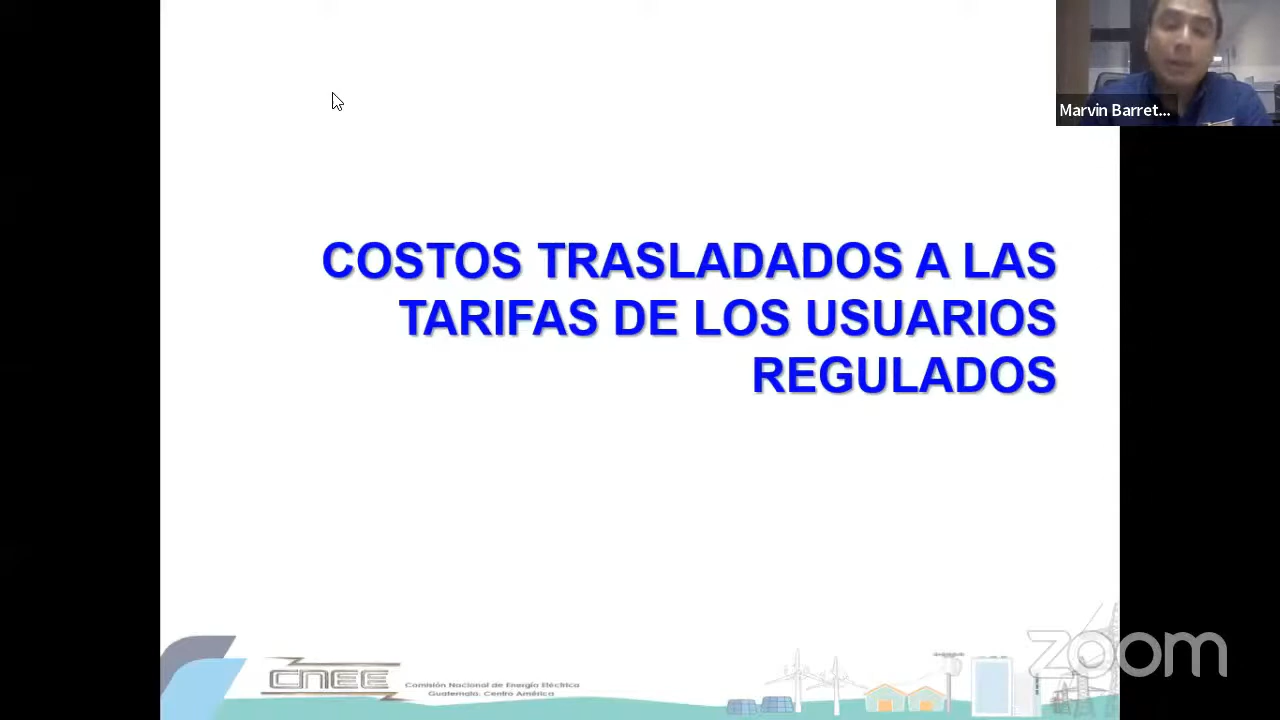 Marvin Barret...
COSTOS TRASLADADOS A LAS
TARIFAS DE LOS USUARIOS
REGULADOS
CNEE
Comisión Nacional de Energía Eléctrica
Guatemala, Centro América
zoom